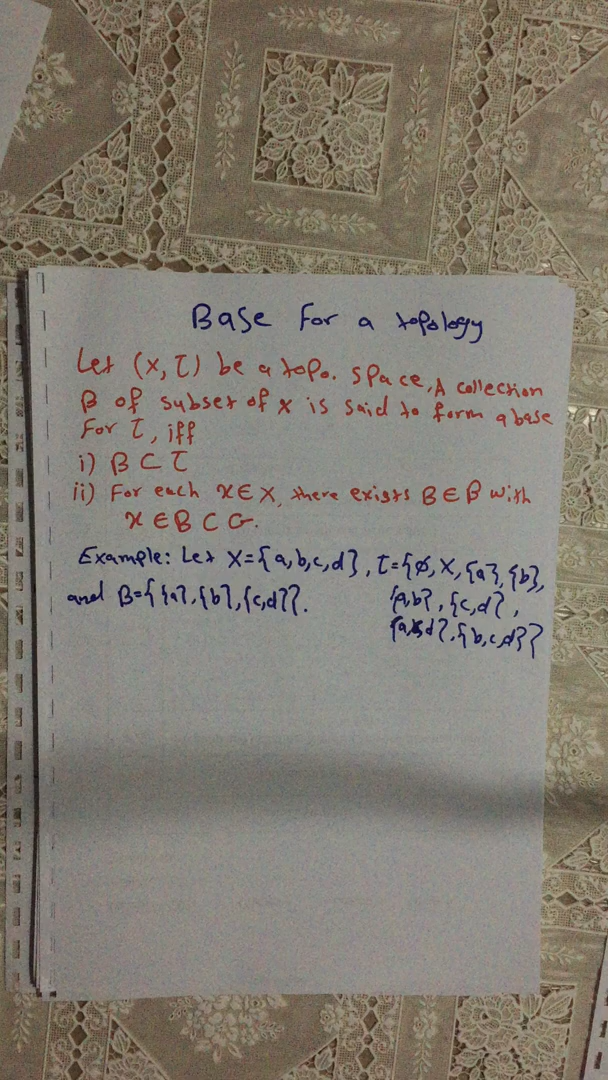 Base for a topology
Let (X, τ) be a topo. space, A collection
β of subset of X is said to form a base
for τ, iff
i) β ⊂ τ
ii) For each x ∈ X, there exists B ∈ β with
x ∈ B ⊂ G.
Example: Let X = {a,b,c,d}, τ = {∅, X, {a}, {b},
and β = {{a}, {b}, {c,d}}.
{a,b}, {c,d},
{a,c,d}, {b,c,d}}